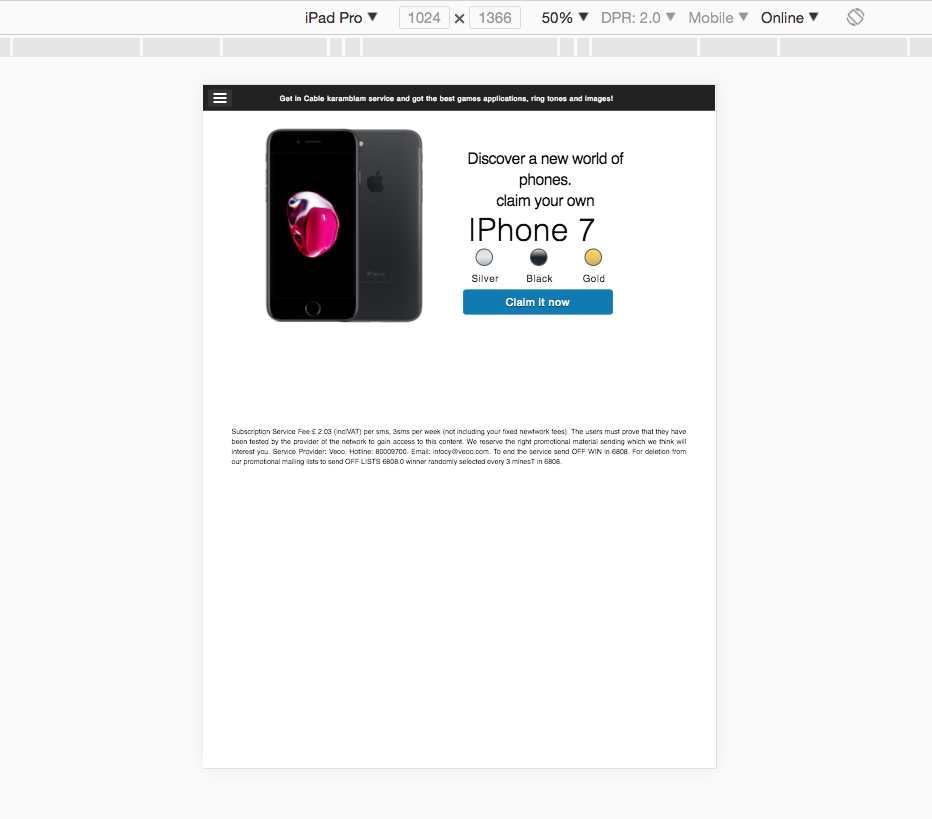 iPad Pro ▼ 1024 × 1366 50% ▼ DPR: 2.0 ▼ Mobile ▼ Online ▼
Get in Cable karamblam service and got the best games applications, ring tones and images!
Discover a new world of
phones.
claim your own
IPhone 7
Silver Black Gold
Claim it now
Subscription Service Fee £ 2.03 (inclVAT) per sms, 3sms per week (not including your fixed newtwork fees). The users must prove that they have
been tested by the provider of the network to gain access to this content. We reserve the right promotional material sending which we think will
interest you. Service Provider: Veoo. Hotline: 80009700. Email: infocy@veoo.com. To end the service send OFF WIN in 6808. For deletion from
our promotional mailing lists to send OFF LISTS 6808.0 winner randomly selected every 3 minesT in 6808.